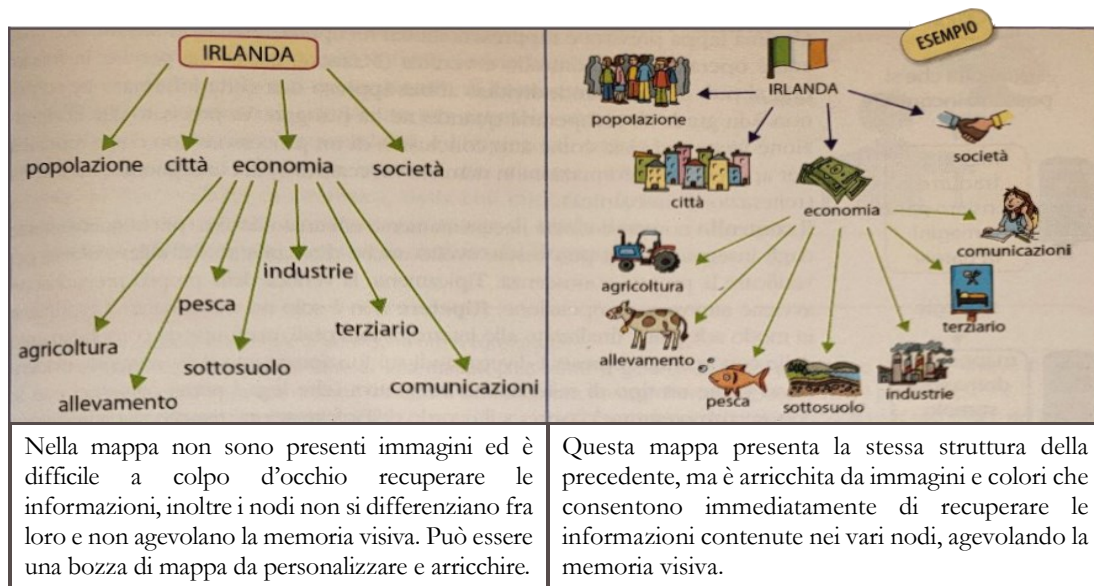 IRLANDA
popolazione città economia società
industrie
pesca
terziario
agricoltura
sottosuolo
comunicazioni
allevamento
ESEMPIO
IRLANDA
popolazione
società
città
economia
comunicazioni
agricoltura
terziario
allevamento
pesca
sottosuolo
industrie
Nella mappa non sono presenti immagini ed è
difficile a colpo d’occhio recuperare le
informazioni, inoltre i nodi non si differenziano fra
loro e non agevolano la memoria visiva. Può essere
una bozza di mappa da personalizzare e arricchire.
Questa mappa presenta la stessa struttura della
precedente, ma è arricchita da immagini e colori che
consentono immediatamente di recuperare le
informazioni contenute nei vari nodi, agevolando la
memoria visiva.